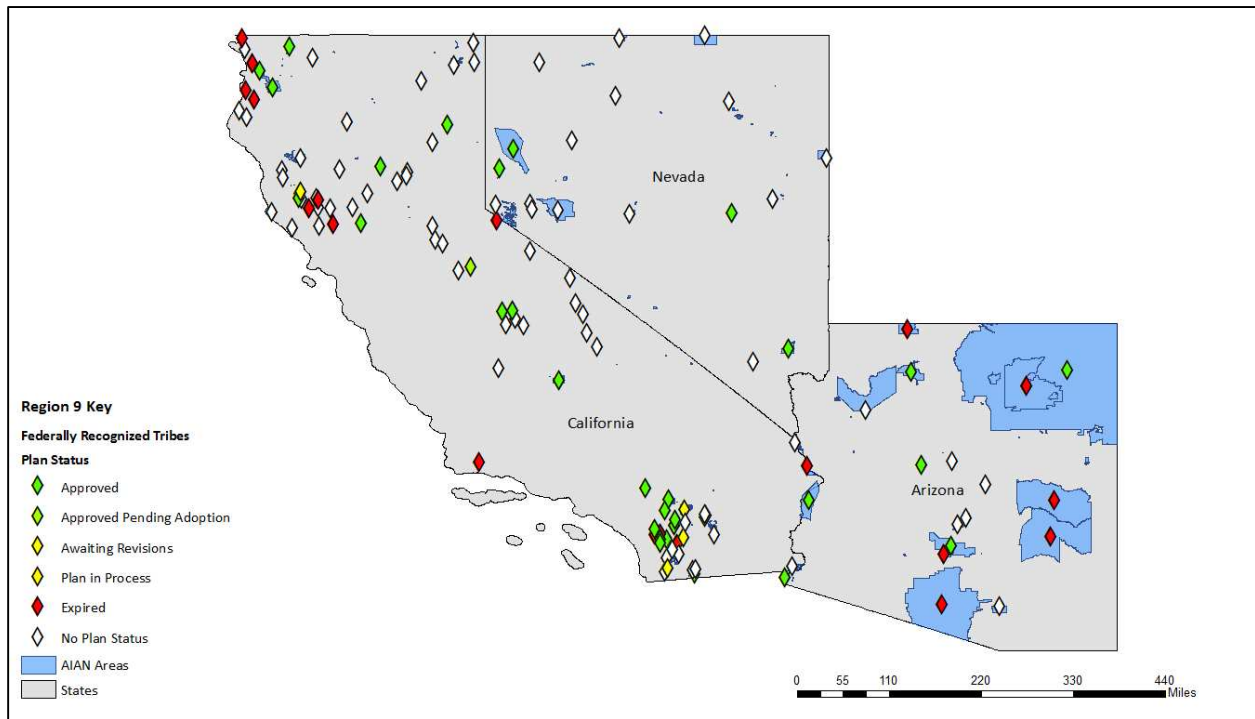 Nevada
California
Arizona
Region 9 Key
Federally Recognized Tribes
Plan Status
Approved
Approved Pending Adoption
Awaiting Revisions
Plan in Process
Expired
No Plan Status
AIAN Areas
States
0 55 110 220 330 440
Miles